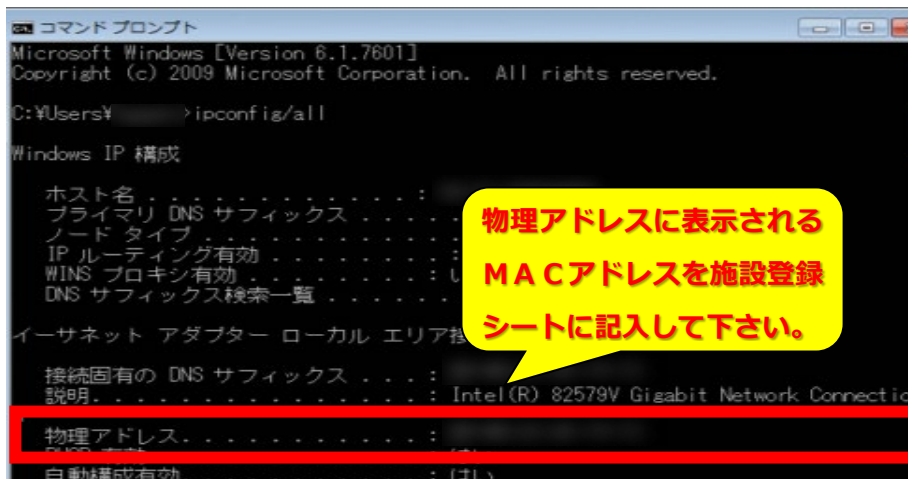 コマンド プロンプト
Microsoft Windows [Version 6.1.7601]
Copyright (c) 2009 Microsoft Corporation.  All rights reserved.
C:¥Users¥ >ipconfig/all
Windows IP 構成
ホスト名 . . . . . . . . . . . . . . :
プライマリ DNS サフィックス . . . . .
ノード タイプ . . . . . . . . . . . .
IP ルーティング有効 . . . . . . . . . :
WINS プロキシ有効 . . . . . . . . . . : い
DNS サフィックス検索一覧 . . . . . .
物理アドレスに表示される
ＭＡＣアドレスを施設登録
シートに記入して下さい。
イーサネット アダプター ローカル エリア接
接続固有の DNS サフィックス . . . :
説明. . . . . . . . . . . . . . . . . : Intel(R) 82579V Gigabit Network Connectio
物理アドレス. . . . . . . . . . . . :
自動構成有効 . . . . . . . . . . . . : はい